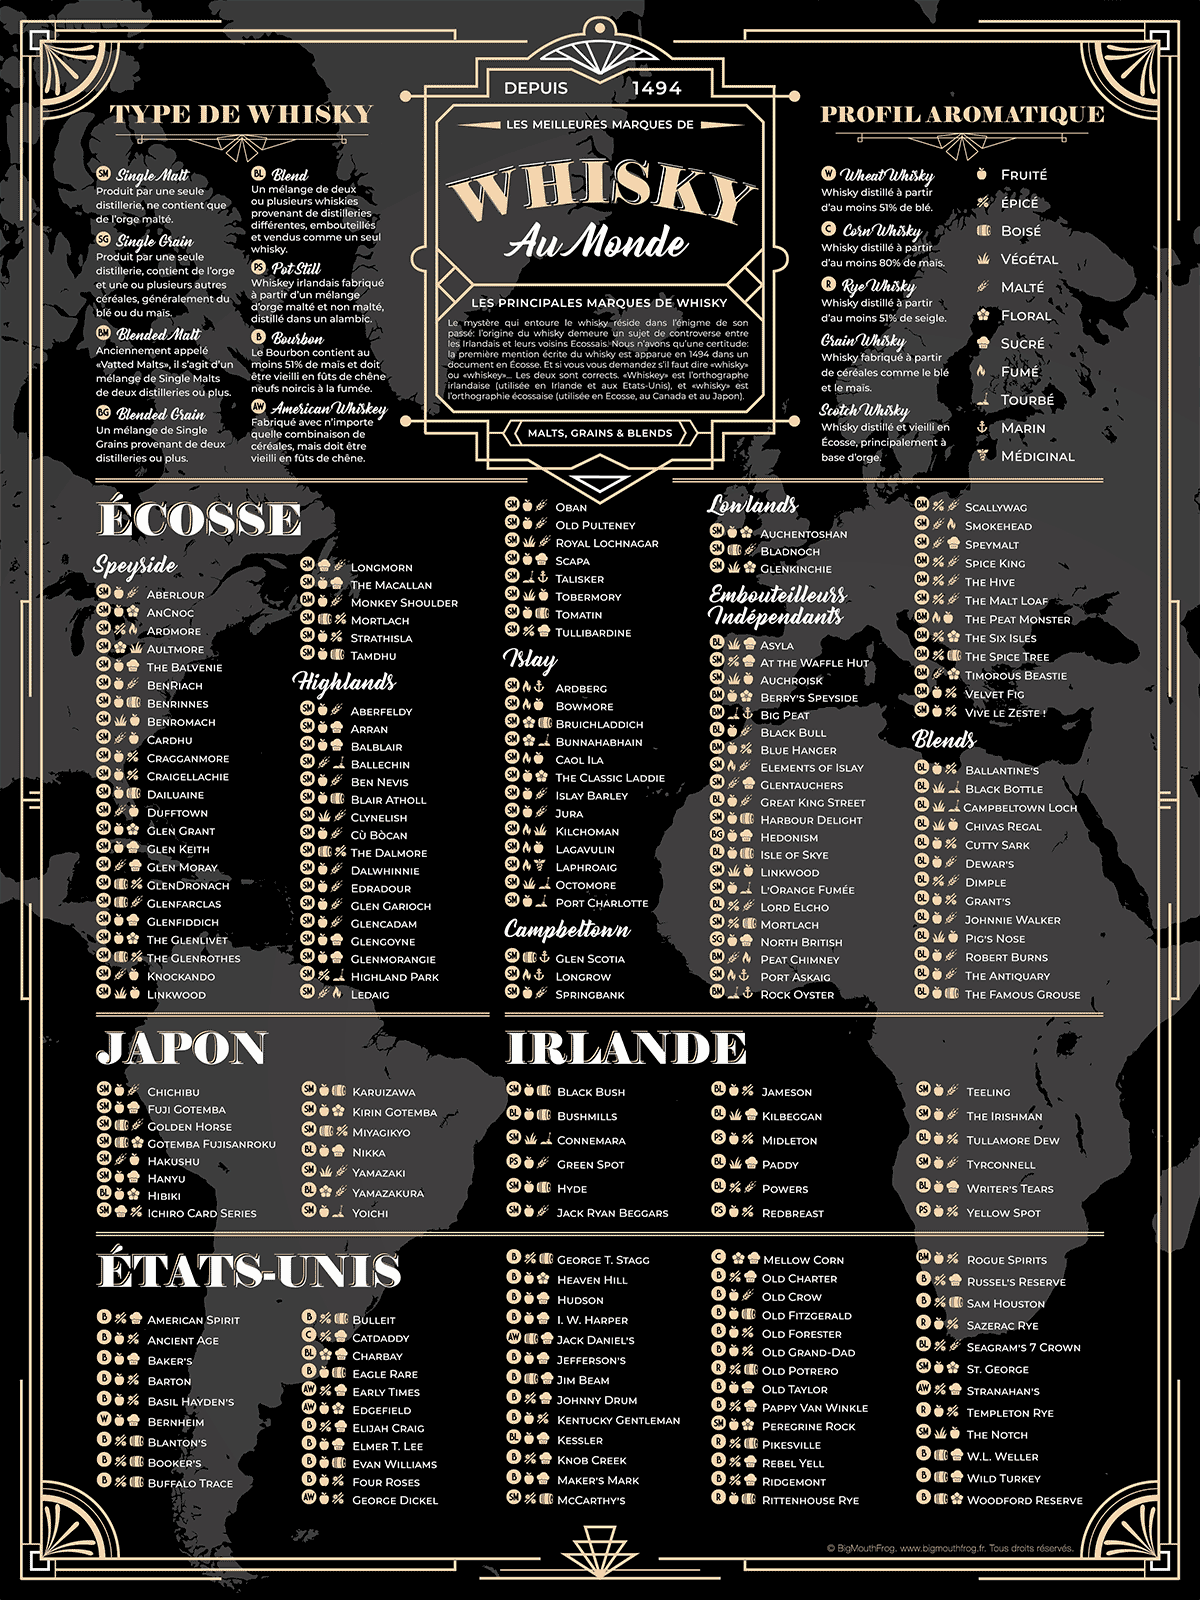 DEPUIS 1494
LES MEILLEURES MARQUES DE
WHISKY
Au Monde
LES PRINCIPALES MARQUES DE WHISKY
Le mystère qui entoure le whisky réside dans l'énigme de son
passé: l'origine du whisky demeure un sujet de controverse entre
les Irlandais et leurs voisins Ecossais. Nous n'avons qu'une certitude:
la première mention écrite du whisky est apparue en 1494 dans un
document en Écosse. Et si vous vous demandez s'il faut dire «whisky»
ou «whiskey»... Les deux sont corrects. «Whiskey» est l'orthographe
irlandaise (utilisée en Irlande et aux Etats-Unis), et «whisky» est
l'orthographe écossaise (utilisée en Ecosse, au Canada et au Japon).
MALTS, GRAINS & BLENDS
TYPE DE WHISKY
SM Single Malt
Produit par une seule
distillerie, ne contient que
de l'orge malté.
SG Single Grain
Produit par une seule
distillerie, contient de l'orge
et une ou plusieurs autres
céréales, généralement du
blé ou du maïs.
BM Blended Malt
Anciennement appelé
«Vatted Malts», il s'agit d'un
mélange de Single Malts
de deux distilleries ou plus.
BG Blended Grain
Un mélange de Single
Grains provenant de deux
distilleries ou plus.
BL Blend
Un mélange de deux
ou plusieurs whiskies
provenant de distilleries
différentes, embouteillés
et vendus comme un seul
whisky.
PS Pot Still
Whiskey irlandais fabriqué
à partir d'un mélange
d'orge malté et non malté,
distillé dans un alambic.
B Bourbon
Le Bourbon contient au
moins 51% de maïs et doit
être vieilli en fûts de chêne
neufs noircis à la fumée.
AW American Whiskey
Fabriqué avec n'importe
quelle combinaison de
céréales, mais doit être
vieilli en fûts de chêne.
PROFIL AROMATIQUE
W Wheat Whisky
Whisky distillé à partir
d'au moins 51% de blé.
C Corn Whisky
Whisky distillé à partir
d'au moins 80% de maïs.
R Rye Whisky
Whisky distillé à partir
d'au moins 51% de seigle.
Grain Whisky
Whisky fabriqué à partir
de céréales comme le blé
et le maïs.
Scotch Whisky
Whisky distillé et vieilli en
Écosse, principalement à
base d'orge.
FRUITÉ
ÉPICÉ
BOISÉ
VÉGÉTAL
MALTÉ
FLORAL
SUCRÉ
FUMÉ
TOURBÉ
MARIN
MÉDICINAL
ÉCOSSE
Speyside
SM ABERLOUR
SM ANCNOC
SM ARDMORE
SM AULTMORE
SM THE BALVENIE
SM BENRIACH
SM BENRINNES
SM BENROMACH
SM CARDHU
SM CRAGGANMORE
SM CRAIGELLACHIE
SM DAILUAINE
SM DUFFTOWN
SM GLEN GRANT
SM GLEN KEITH
SM GLEN MORAY
SM GLENDRONACH
SM GLENFARCLAS
SM GLENFIDDICH
SM THE GLENLIVET
SM THE GLENROTHES
SM KNOCKANDO
SM LINKWOOD
SM LONGMORN
SM THE MACALLAN
BM MONKEY SHOULDER
SM MORTLACH
SM STRATHISLA
SM TAMDHU
Highlands
SM ABERFELDY
SM ARRAN
SM BALBLAIR
SM BALLECHIN
SM BEN NEVIS
SM BLAIR ATHOLL
SM CLYNELISH
SM CÙ BÒCAN
SM THE DALMORE
SM DALWHINNIE
SM EDRADOUR
SM GLEN GARIOCH
SM GLENCADAM
SM GLENGOYNE
SM GLENMORANGIE
SM HIGHLAND PARK
SM LEDAIG
SM OBAN
SM OLD PULTENEY
SM ROYAL LOCHNAGAR
SM SCAPA
SM TALISKER
SM TOBERMORY
SM TOMATIN
SM TULLIBARDINE
Islay
SM ARDBERG
SM BOWMORE
SM BRUICHLADDICH
SM BUNNAHABHAIN
SM CAOL ILA
SM THE CLASSIC LADDIE
SM ISLAY BARLEY
SM JURA
SM KILCHOMAN
SM LAGAVULIN
SM LAPHROAIG
SM OCTOMORE
SM PORT CHARLOTTE
Campbeltown
SM GLEN SCOTIA
SM LONGROW
SM SPRINGBANK
Lowlands
SM AUCHENTOSHAN
SM BLADNOCH
SM GLENKINCHIE
Embouteilleurs
Indépendants
BL ASYLA
SM AT THE WAFFLE HUT
SM AUCHROISK
BM BERRY'S SPEYSIDE
BM BIG PEAT
BL BLACK BULL
BM BLUE HANGER
SM ELEMENTS OF ISLAY
SM GLENTAUCHERS
BL GREAT KING STREET
SM HARBOUR DELIGHT
BG HEDONISM
BL ISLE OF SKYE
SM LINKWOOD
SM L'ORANGE FUMÉE
BL LORD ELCHO
SM MORTLACH
SG NORTH BRITISH
BM PEAT CHIMNEY
SM PORT ASKAIG
BM ROCK OYSTER
BM SCALLYWAG
SM SMOKEHEAD
SM SPEYMALT
BM SPICE KING
BM THE HIVE
BM THE MALT LOAF
BM THE PEAT MONSTER
BM THE SIX ISLES
BM THE SPICE TREE
BM TIMOROUS BEASTIE
BM VELVET FIG
BM VIVE LE ZESTE !
Blends
BL BALLANTINE'S
BL BLACK BOTTLE
BL CAMPBELTOWN LOCH
BL CHIVAS REGAL
BL CUTTY SARK
BL DEWAR'S
BL DIMPLE
BL GRANT'S
BL JOHNNIE WALKER
BL PIG'S NOSE
BL ROBERT BURNS
BL THE ANTIQUARY
BL THE FAMOUS GROUSE
JAPON
SM CHICHIBU
SM FUJI GOTEMBA
SM GOLDEN HORSE
SM GOTEMBA FUJISANROKU
SM HAKUSHU
SM HANYU
BL HIBIKI
SM ICHIRO CARD SERIES
SM KARUIZAWA
SM KIRIN GOTEMBA
SM MIYAGIKYO
BL NIKKA
SM YAMAZAKI
BL YAMAZAKURA
SM YOICHI
IRLANDE
SM BLACK BUSH
BL BUSHMILLS
SM CONNEMARA
PS GREEN SPOT
SM HYDE
SM JACK RYAN BEGGARS
BL JAMESON
BL KILBEGGAN
PS MIDLETON
BL PADDY
BL POWERS
PS REDBREAST
SM TEELING
SM THE IRISHMAN
BL TULLAMORE DEW
SM TYRCONNELL
SM WRITER'S TEARS
PS YELLOW SPOT
ÉTATS-UNIS
B AMERICAN SPIRIT
B ANCIENT AGE
B BAKER'S
B BARTON
B BASIL HAYDEN'S
W BERNHEIM
B BLANTON'S
B BOOKER'S
B BUFFALO TRACE
B BULLEIT
C CATDADDY
BL CHARBAY
B EAGLE RARE
AW EARLY TIMES
AW EDGEFIELD
B ELIJAH CRAIG
B ELMER T. LEE
B EVAN WILLIAMS
B FOUR ROSES
AW GEORGE DICKEL
B GEORGE T. STAGG
B HEAVEN HILL
B HUDSON
B I. W. HARPER
AW JACK DANIEL'S
B JEFFERSON'S
B JIM BEAM
B JOHNNY DRUM
B KENTUCKY GENTLEMAN
BL KESSLER
B KNOB CREEK
B MAKER'S MARK
SM MCCARTHY'S
C MELLOW CORN
B OLD CHARTER
B OLD CROW
B OLD FITZGERALD
B OLD FORESTER
B OLD GRAND-DAD
R OLD POTRERO
B OLD TAYLOR
B PAPPY VAN WINKLE
SM PEREGRINE ROCK
R PIKESVILLE
B REBEL YELL
B RIDGEMONT
R RITTENHOUSE RYE
BM ROGUE SPIRITS
B RUSSEL'S RESERVE
B SAM HOUSTON
R SAZERAC RYE
BL SEAGRAM'S 7 CROWN
SM ST. GEORGE
AW STRANAHAN'S
R TEMPLETON RYE
SM THE NOTCH
B W.L. WELLER
B WILD TURKEY
B WOODFORD RESERVE
© BigMouthFrog. www.bigmouthfrog.fr. Tous droits réservés.